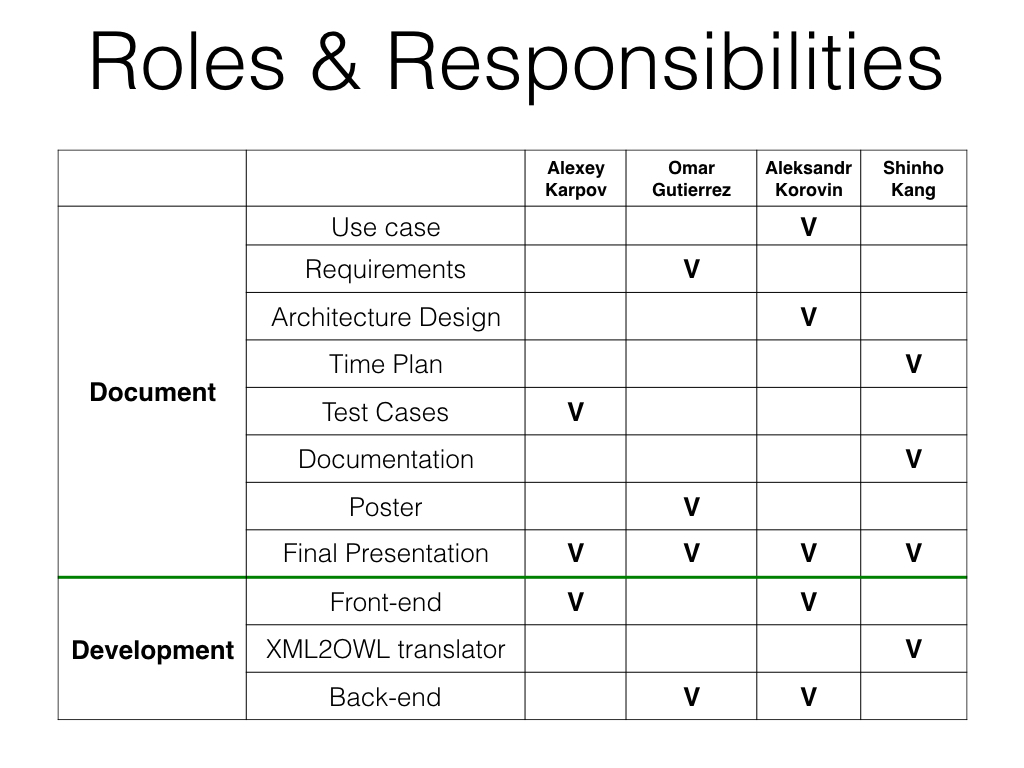 Roles & Responsibilities
Alexey Karpov Omar Gutierrez Aleksandr Korovin Shinho Kang
Document
Use case V
Requirements V
Architecture Design V
Time Plan V
Test Cases V
Documentation V
Poster V
Final Presentation V V V V
Development
Front-end V V
XML2OWL translator V
Back-end V V